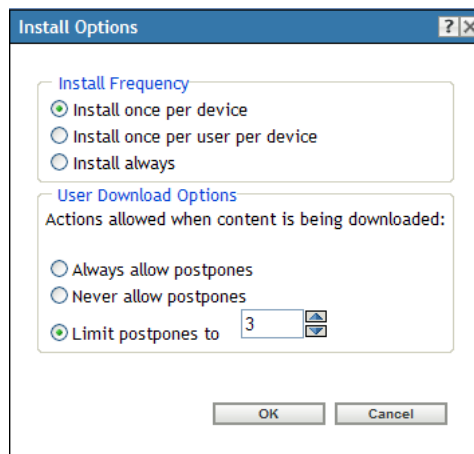 Install Options
Install Frequency
Install once per device
Install once per user per device
Install always
User Download Options
Actions allowed when content is being downloaded:
Always allow postpones
Never allow postpones
Limit postpones to 3
OK Cancel